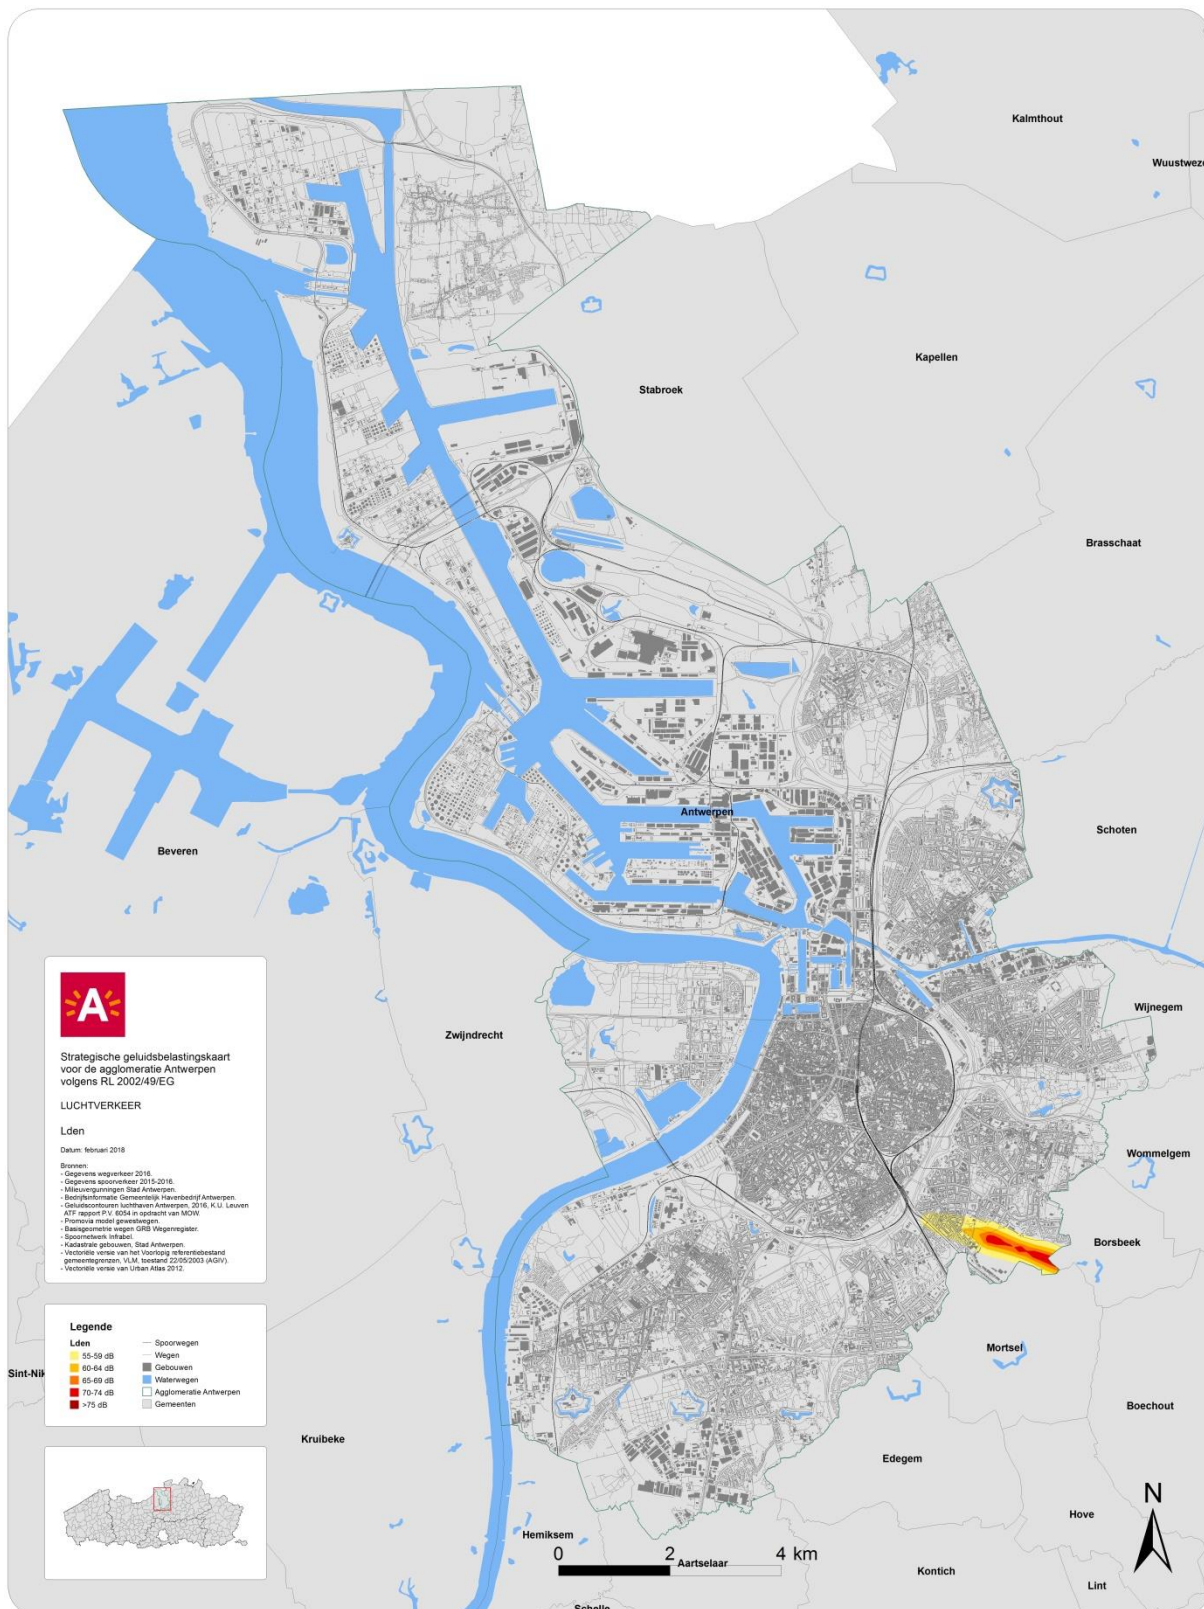 Kalmthout
Wuustweze
Kapellen
Stabroek
Brasschaat
Antwerpen
Schoten
Beveren
Wijnegem
Zwijndrecht
Wommelgem
Borsbeek
Mortsel
Boechout
Sint-Nik
Kruibeke
Edegem
Hove
Hemiksem
Aartselaar
Kontich
Lint
Schelle
A
Strategische geluidsbelastingskaart
voor de agglomeratie Antwerpen
volgens RL 2002/49/EG
LUCHTVERKEER
Lden
Datum: februari 2018
Bronnen:
- Gegevens wegverkeer 2016.
- Gegevens spoorverkeer 2015-2016.
- Milieuvergunningen Stad Antwerpen.
- Bedrijfsinformatie Gemeentelijk Havenbedrijf Antwerpen.
- Geluidscontouren luchthaven Antwerpen, 2016, K.U. Leuven
ATF rapport P.V. 6054 in opdracht van MOW.
- Promovia model gewestwegen.
- Basisgeometrie wegen GRB Wegenregister.
- Spoornetwerk Infrabel.
- Kadastrale gebouwen, Stad Antwerpen.
- Vectoriële versie van het Voorlopig referentiebestand
gemeentegrenzen, VLM, toestand 22/05/2003 (AGIV).
- Vectoriële versie van Urban Atlas 2012.
Legende
Lden
55-59 dB
60-64 dB
65-69 dB
70-74 dB
>75 dB
Spoorwegen
Wegen
Gebouwen
Waterwegen
Agglomeratie Antwerpen
Gemeenten
0 2 4 km
N